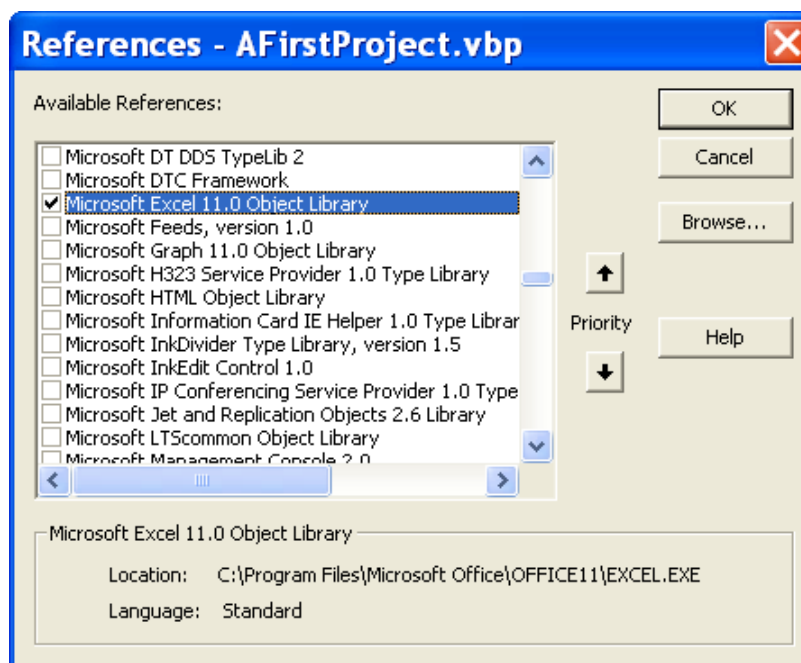 References - AFirstProject.vbp
Available References:
OK
Cancel
Browse...
Help
Microsoft DT DDS TypeLib 2
Microsoft DTC Framework
Microsoft Excel 11.0 Object Library
Microsoft Feeds, version 1.0
Microsoft Graph 11.0 Object Library
Microsoft H323 Service Provider 1.0 Type Library
Microsoft HTML Object Library
Microsoft Information Card IE Helper 1.0 Type Librar
Microsoft InkDivider Type Library, version 1.5
Microsoft InkEdit Control 1.0
Microsoft IP Conferencing Service Provider 1.0 Type
Microsoft Jet and Replication Objects 2.6 Library
Microsoft LTScommon Object Library
Microsoft Management Console 2.0
Priority
Microsoft Excel 11.0 Object Library
Location: C:\Program Files\Microsoft Office\OFFICE11\EXCEL.EXE
Language: Standard